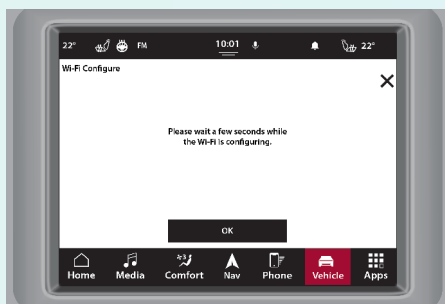 22° FM 10:01 22°
Wi-Fi Configure
Please wait a few seconds while
the Wi-Fi is configuring.
OK
Home Media Comfort Nav Phone Vehicle Apps